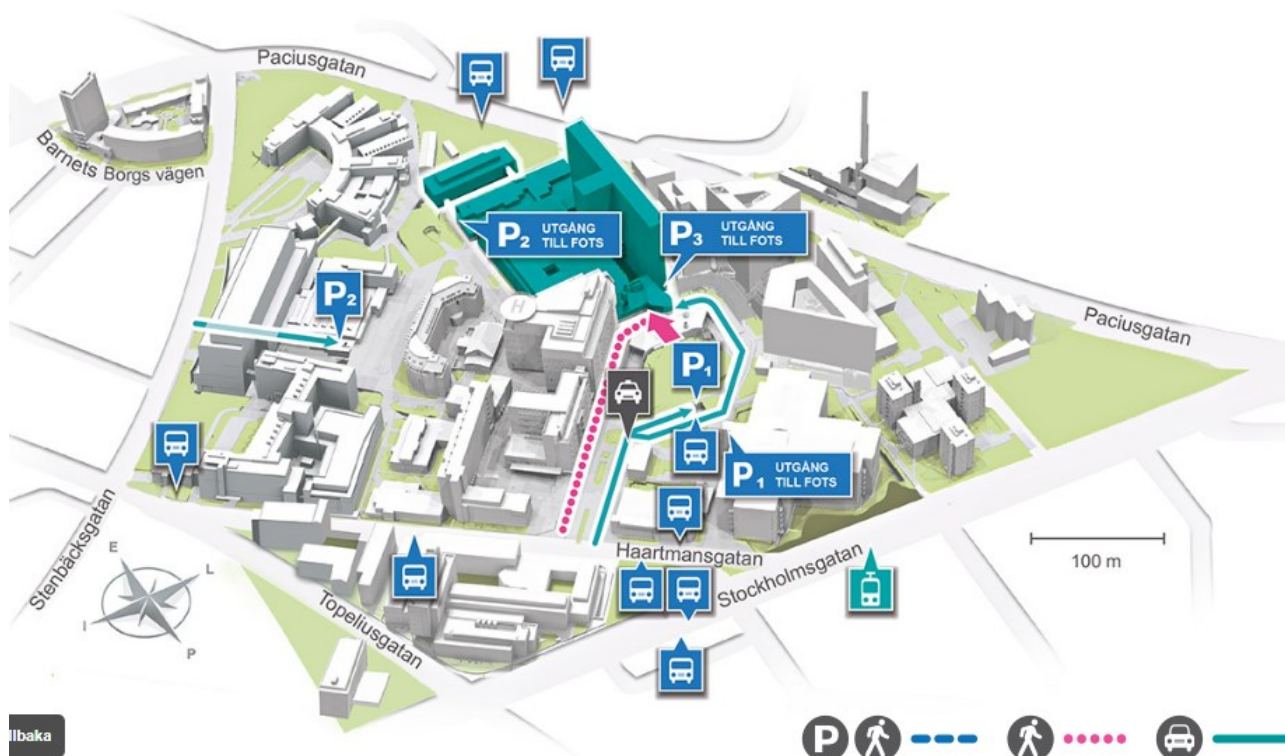 Paciusgatan
Barnets Borgs vägen
P2 UTGÅNG
TILL FOTS
P3 UTGÅNG
TILL FOTS
H
P2
Paciusgatan
P1
P1 UTGÅNG
TILL FOTS
Stenbäcksgatan
Haartmansgatan
Stockholmsgatan
100 m
Topeliusgatan
E
L
I
P
llbaka
P